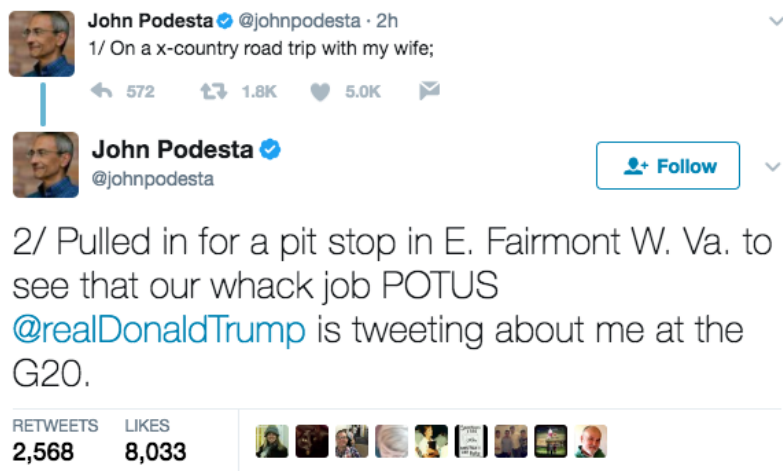 John Podesta @johnpodesta · 2h
1/ On a x-country road trip with my wife;
572 1.8K 5.0K
John Podesta
@johnpodesta
Follow
2/ Pulled in for a pit stop in E. Fairmont W. Va. to
see that our whack job POTUS
@realDonaldTrump is tweeting about me at the
G20.
RETWEETS LIKES
2,568 8,033